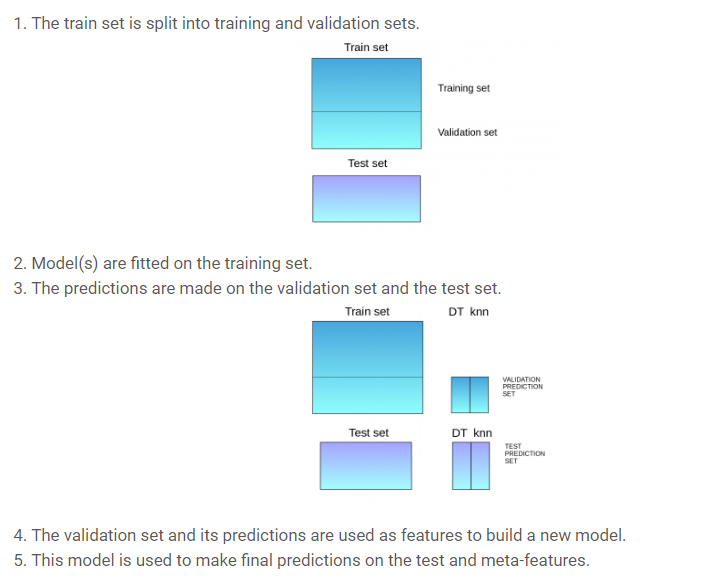 1. The train set is split into training and validation sets.
Train set
Training set
Validation set
Test set
2. Model(s) are fitted on the training set.
3. The predictions are made on the validation set and the test set.
Train set
DT knn
VALIDATION
PREDICTION
SET
Test set
DT knn
TEST
PREDICTION
SET
4. The validation set and its predictions are used as features to build a new model.
5. This model is used to make final predictions on the test and meta-features.